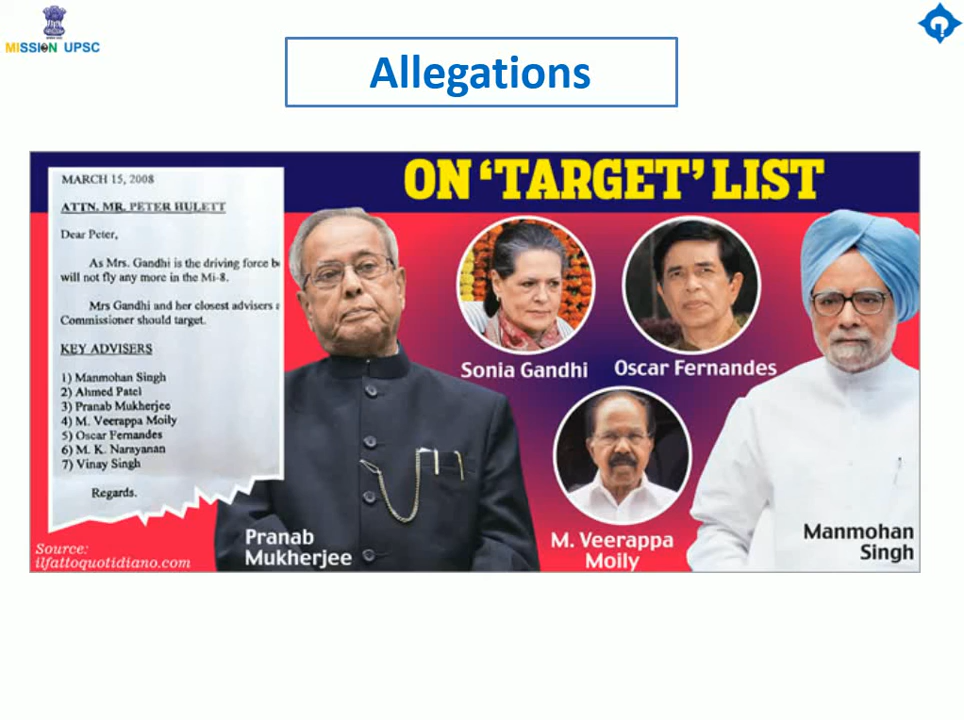 MISSION UPSC
Allegations
ON ‘TARGET’ LIST
MARCH 15, 2008
ATTN. MR. PETER HULETT
Dear Peter,
As Mrs. Gandhi is the driving force
will not fly any more in the Mi-8.
Mrs Gandhi and her closest advisers
Commissioner should target.
KEY ADVISERS
1) Manmohan Singh
2) Ahmed Patel
3) Pranab Mukherjee
4) M. Veerappa Moily
5) Oscar Fernandes
6) M. K. Narayanan
7) Vinay Singh
Regards.
Source:
ilfattoquotidiano.com
Pranab
Mukherjee
Sonia Gandhi
Oscar Fernandes
M. Veerappa
Moily
Manmohan
Singh